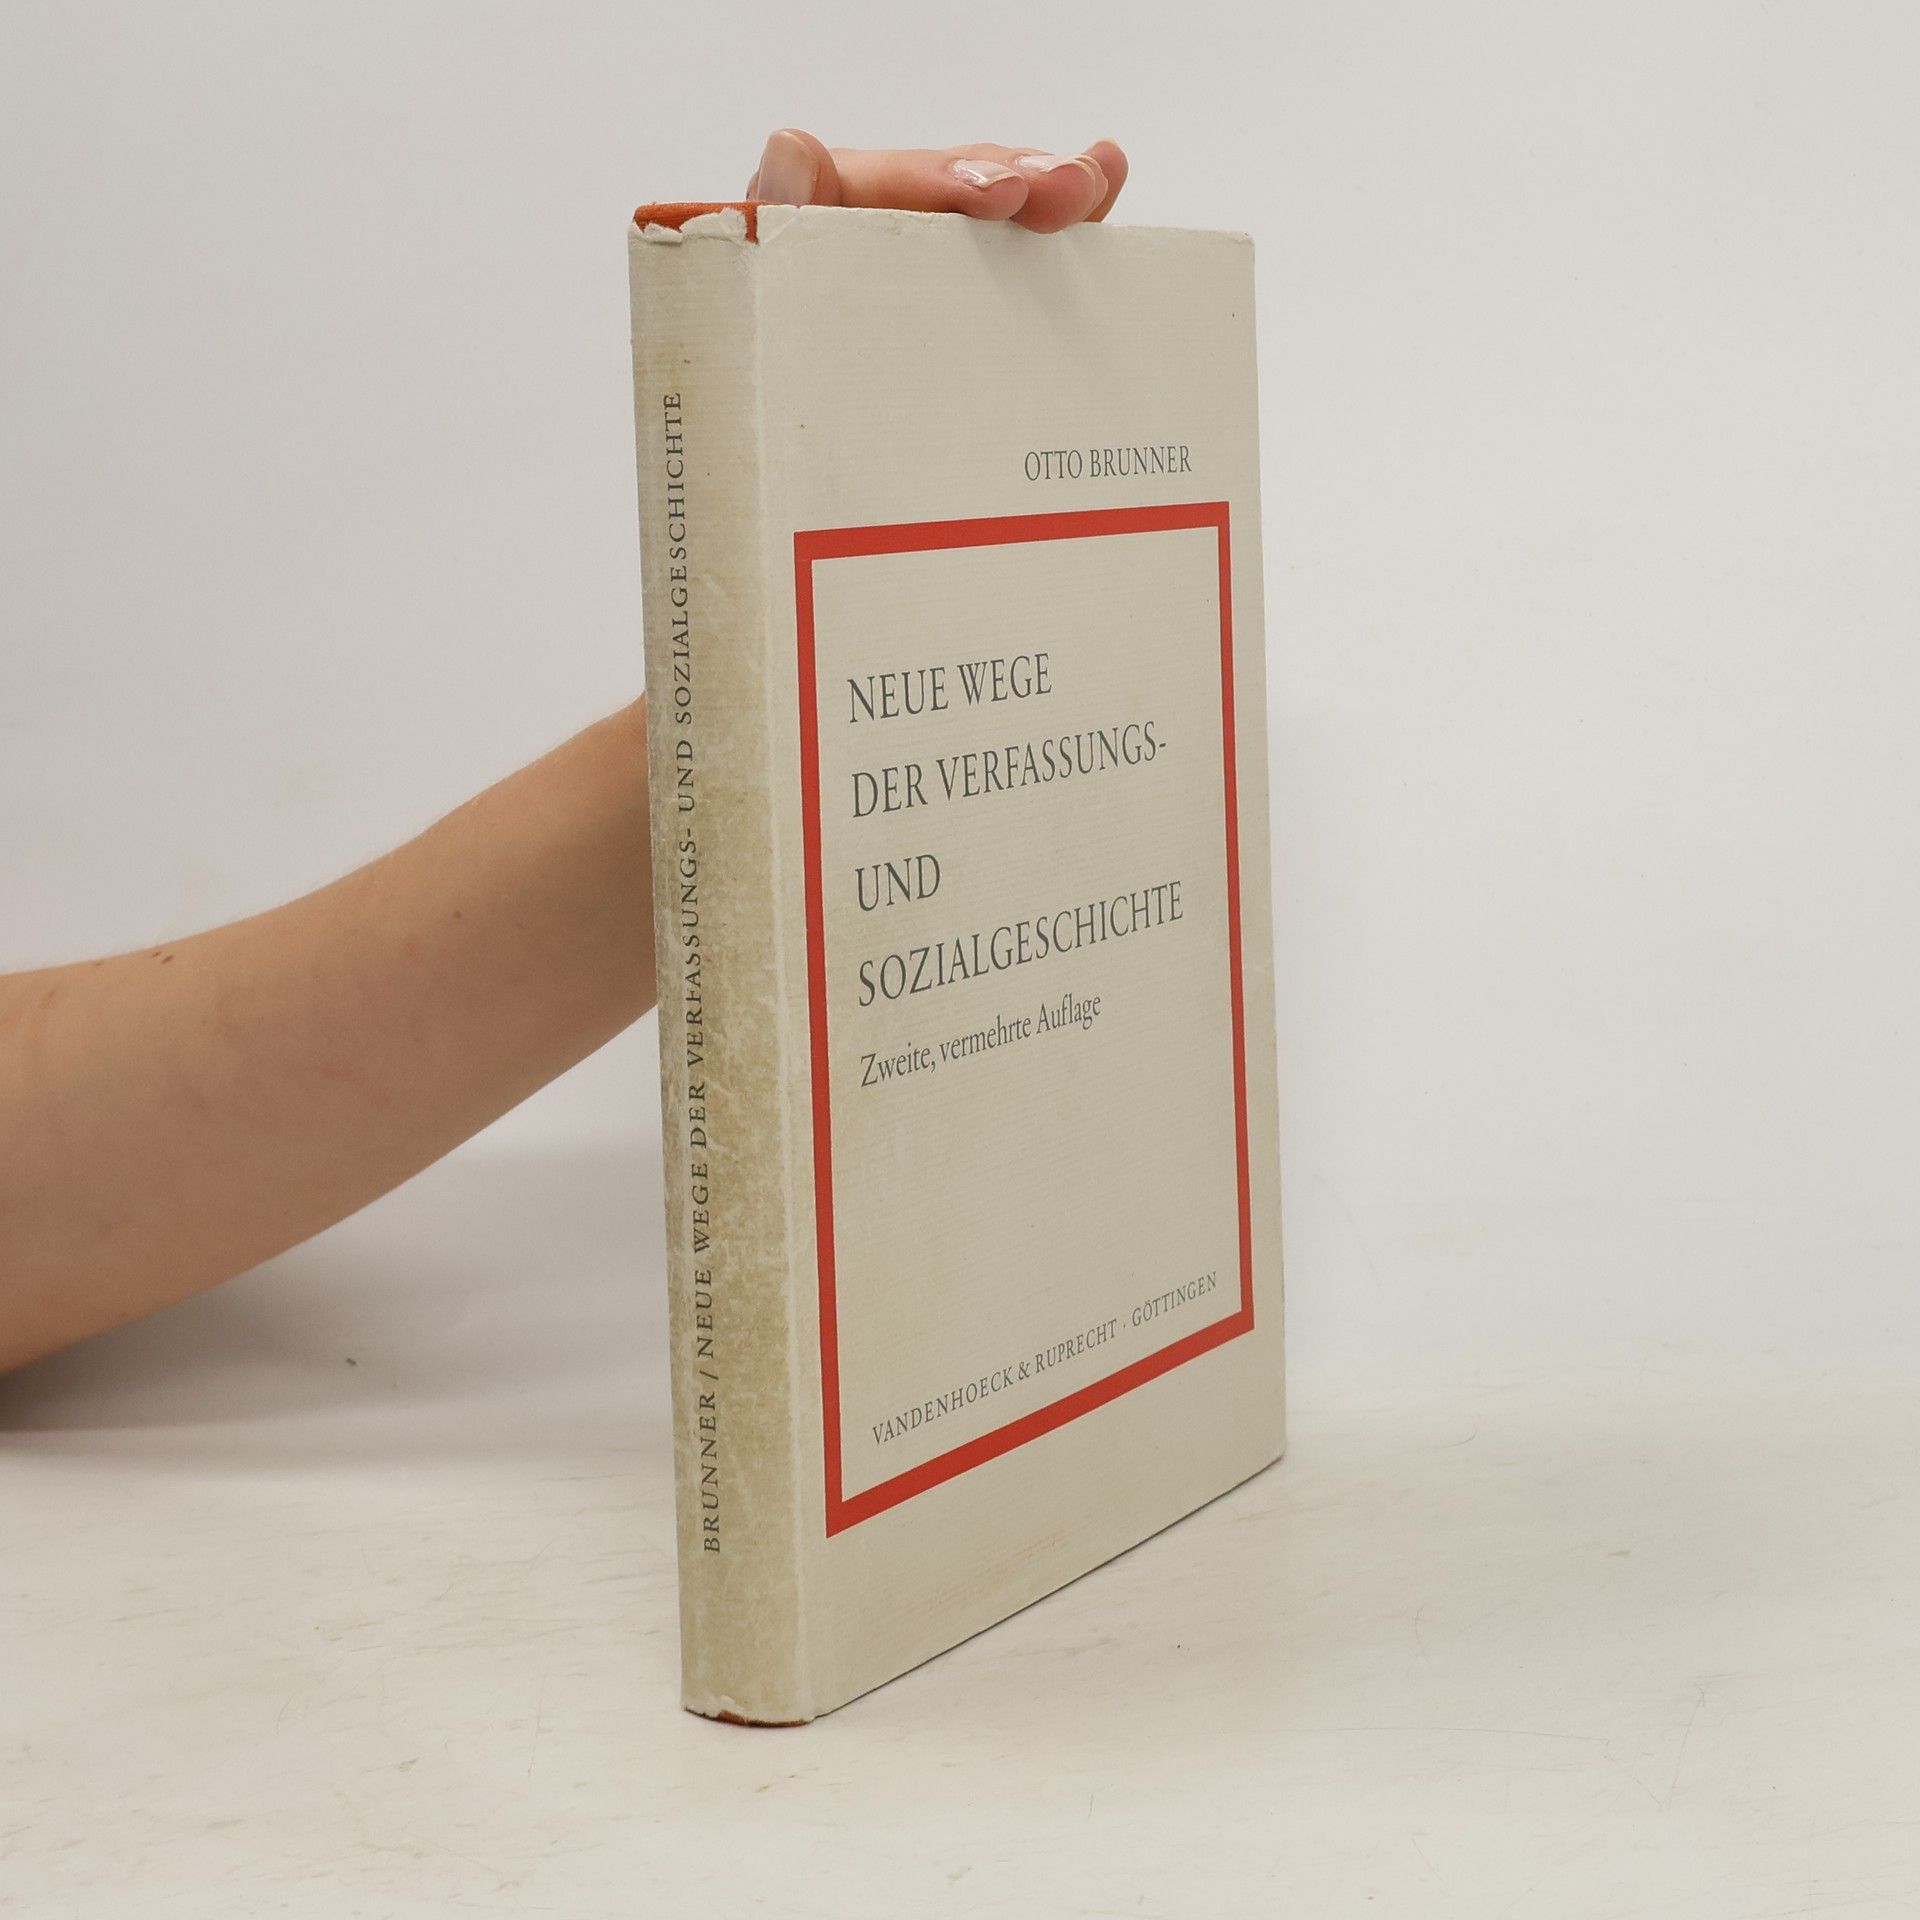 BRUNNER / NEUE WEGE DER VERFASSUNGS- UND SOZIALGESCHICHTE
OTTO BRUNNER
NEUE WEGE
DER VERFASSUNGS-
UND
SOZIALGESCHICHTE
Zweite, vermehrte Auflage
VANDENHOECK & RUPRECHT · GÖTTINGEN